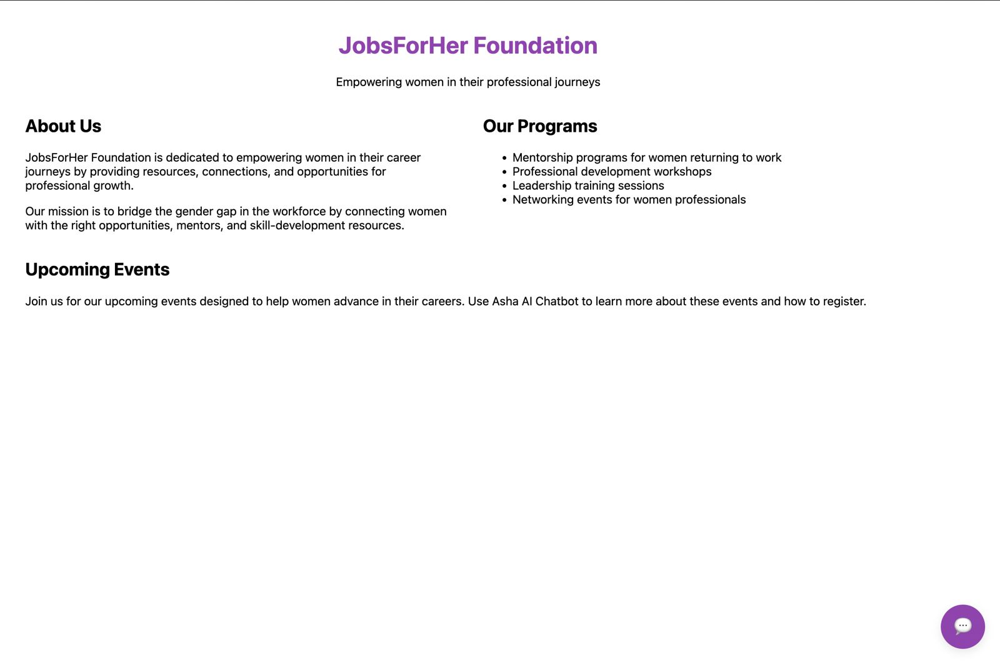 JobsForHer Foundation
Empowering women in their professional journeys
About Us
JobsForHer Foundation is dedicated to empowering women in their career
journeys by providing resources, connections, and opportunities for
professional growth.
Our mission is to bridge the gender gap in the workforce by connecting women
with the right opportunities, mentors, and skill-development resources.
Our Programs
• Mentorship programs for women returning to work
• Professional development workshops
• Leadership training sessions
• Networking events for women professionals
Upcoming Events
Join us for our upcoming events designed to help women advance in their careers. Use Asha AI Chatbot to learn more about these events and how to register.